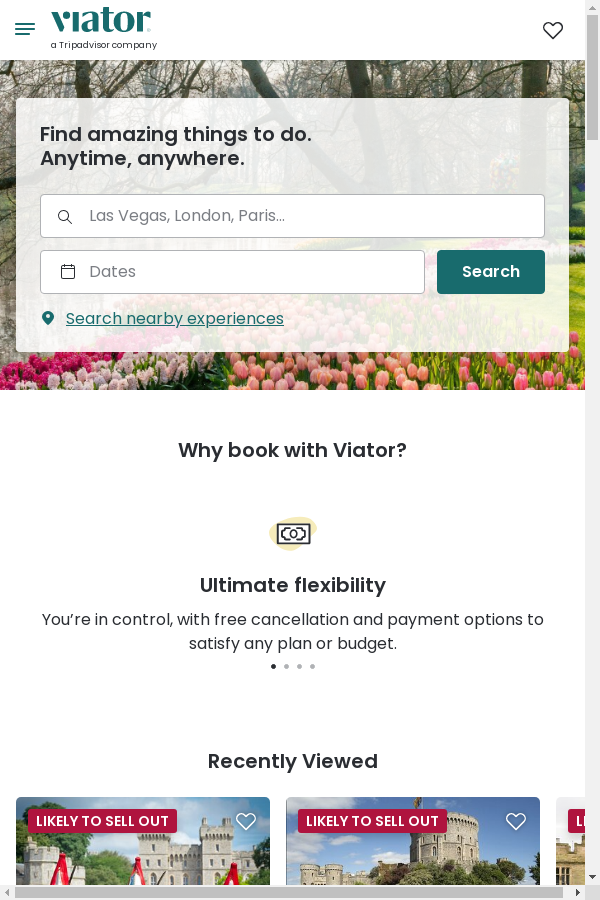 viator
a Tripadvisor company
Find amazing things to do.
Anytime, anywhere.
Las Vegas, London, Paris...
Dates
Search
Search nearby experiences
Why book with Viator?
Ultimate flexibility
You’re in control, with free cancellation and payment options to
satisfy any plan or budget.
Recently Viewed
LIKELY TO SELL OUT
LIKELY TO SELL OUT